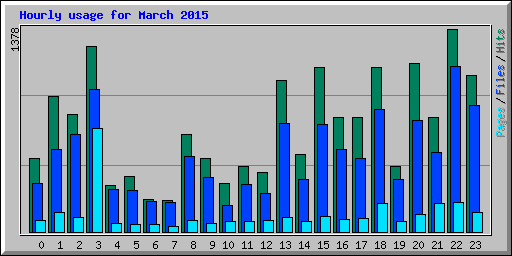 Hourly usage for March 2015
1378
Pages/Files/Hits
0 1 2 3 4 5 6 7 8 9 10 11 12 13 14 15 16 17 18 19 20 21 22 23